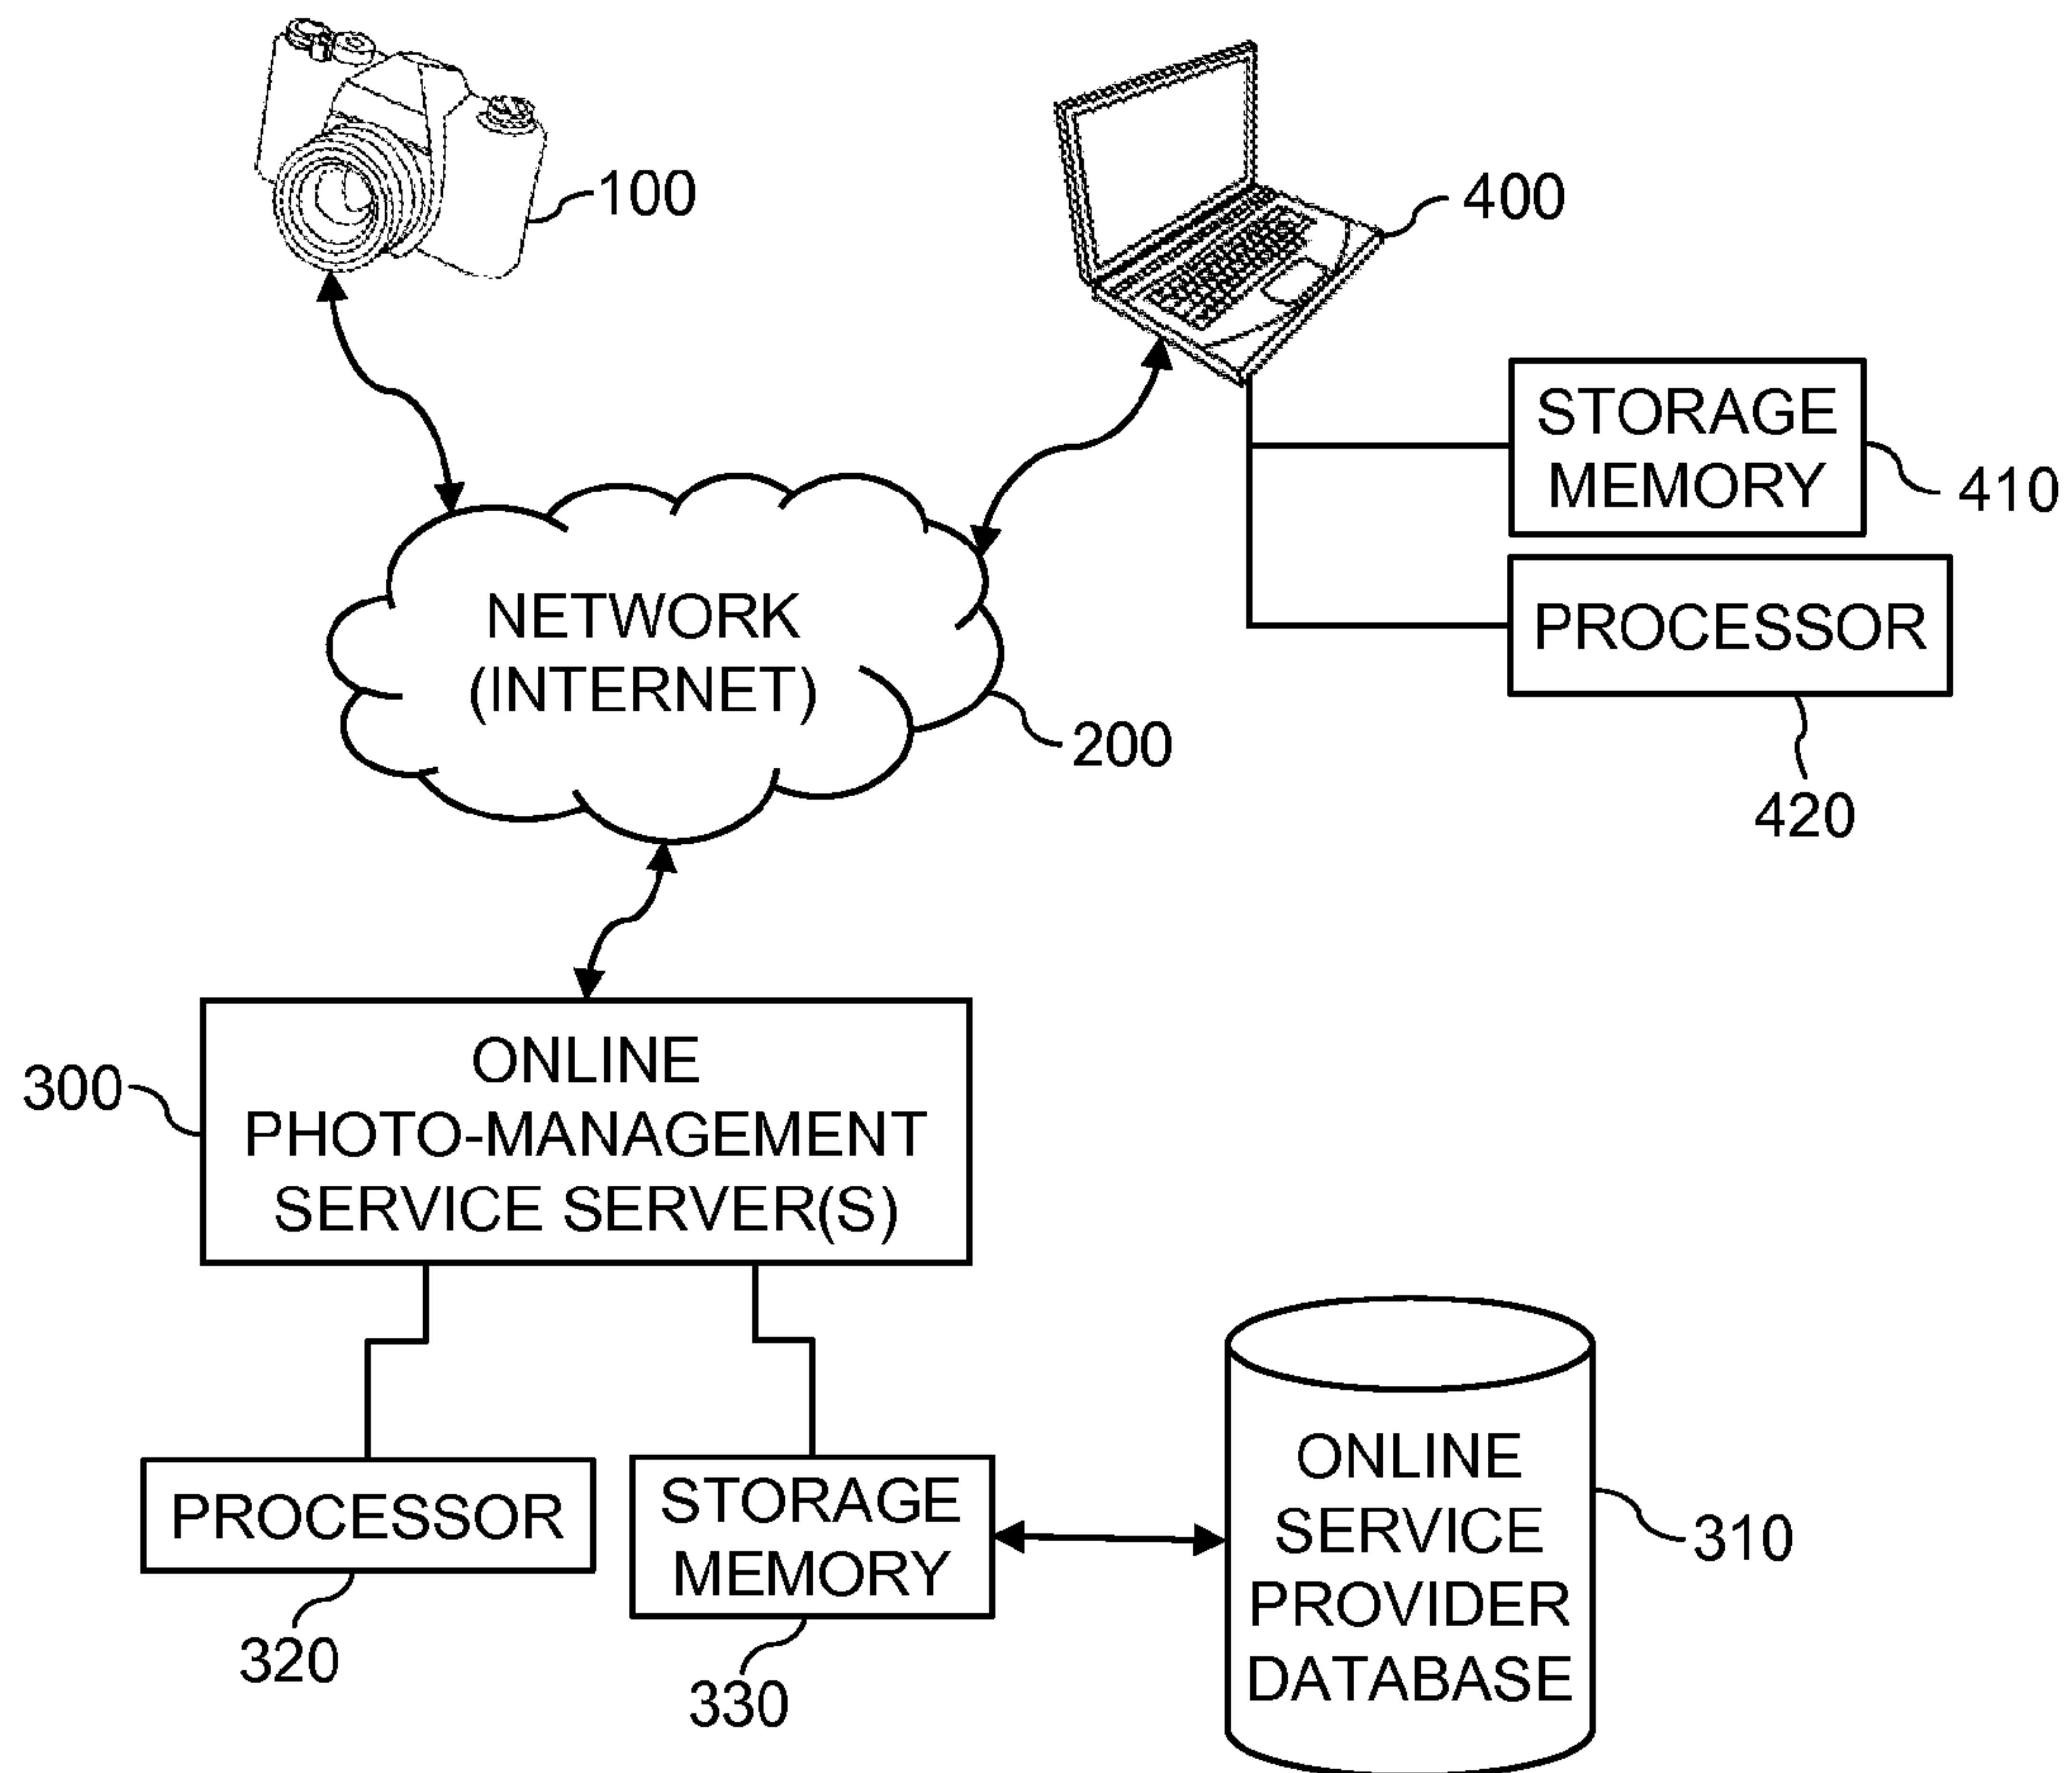 100
400
STORAGE
MEMORY
410
PROCESSOR
420
NETWORK
(INTERNET)
200
300
ONLINE
PHOTO-MANAGEMENT
SERVICE SERVER(S)
PROCESSOR
320
STORAGE
MEMORY
330
ONLINE
SERVICE
PROVIDER
DATABASE
310